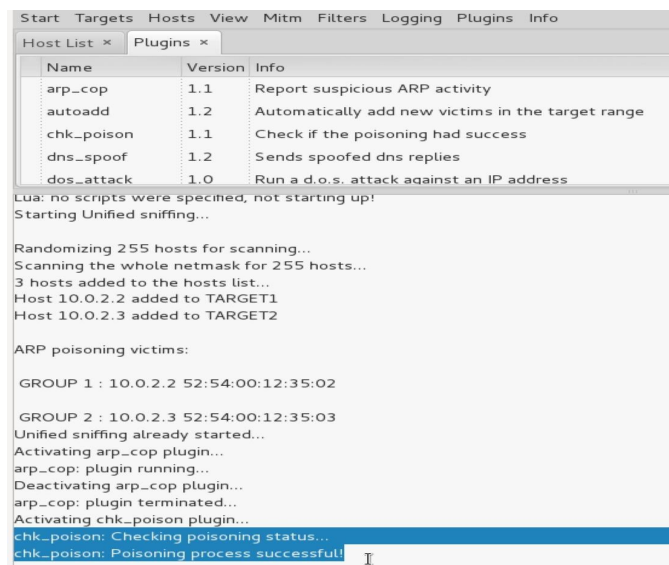 Start Targets Hosts View Mitm Filters Logging Plugins Info
Host List × Plugins ×
Name Version Info
arp_cop 1.1 Report suspicious ARP activity
autoadd 1.2 Automatically add new victims in the target range
chk_poison 1.1 Check if the poisoning had success
dns_spoof 1.2 Sends spoofed dns replies
dos_attack 1.0 Run a d.o.s. attack against an IP address
Lua: no scripts were specified, not starting up!
Starting Unified sniffing...
Randomizing 255 hosts for scanning...
Scanning the whole netmask for 255 hosts...
3 hosts added to the hosts list...
Host 10.0.2.2 added to TARGET1
Host 10.0.2.3 added to TARGET2
ARP poisoning victims:
GROUP 1 : 10.0.2.2 52:54:00:12:35:02
GROUP 2 : 10.0.2.3 52:54:00:12:35:03
Unified sniffing already started...
Activating arp_cop plugin...
arp_cop: plugin running...
Deactivating arp_cop plugin...
arp_cop: plugin terminated...
Activating chk_poison plugin...
chk_poison: Checking poisoning status...
chk_poison: Poisoning process successful!